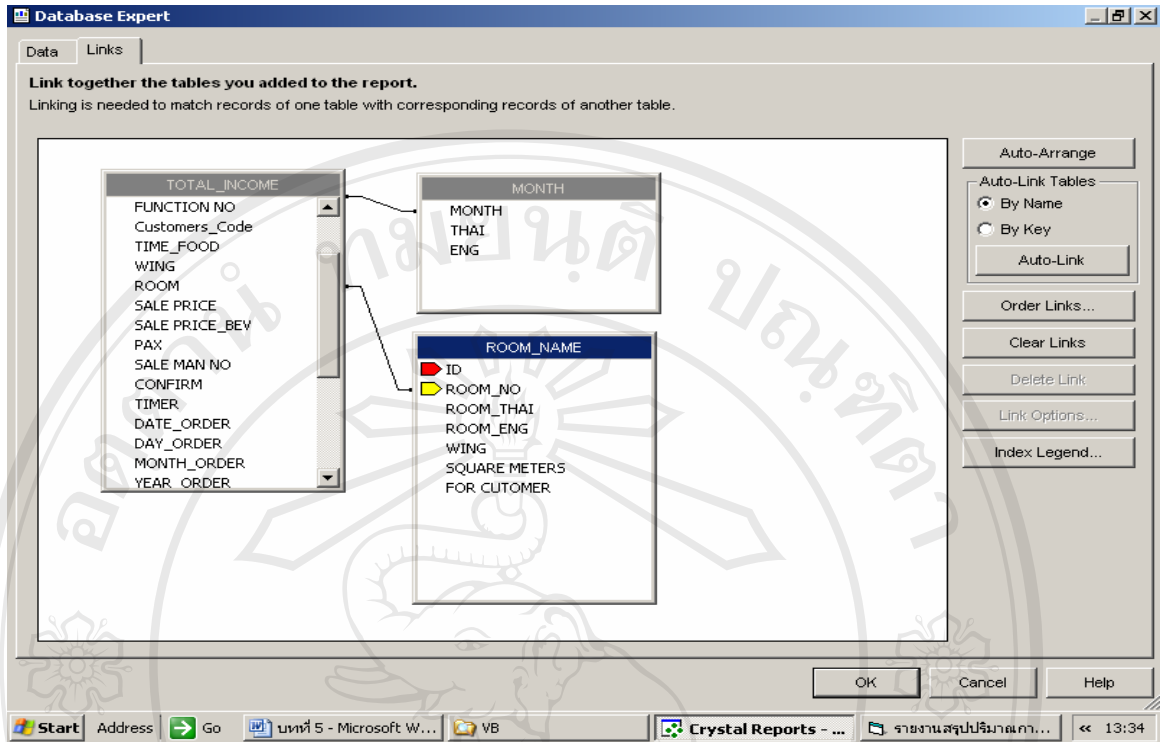 Database Expert
Data Links
Link together the tables you added to the report.
Linking is needed to match records of one table with corresponding records of another table.
TOTAL_INCOME
FUNCTION NO
Customers_Code
TIME_FOOD
WING
ROOM
SALE PRICE
SALE PRICE_BEV
PAX
SALE MAN NO
CONFIRM
TIMER
DATE_ORDER
DAY_ORDER
MONTH_ORDER
YEAR_ORDER
MONTH
MONTH
THAI
ENG
ROOM_NAME
ID
ROOM_NO
ROOM_THAI
ROOM_ENG
WING
SQUARE METERS
FOR CUTOMER
Auto-Arrange
Auto-Link Tables
By Name
By Key
Auto-Link
Order Links...
Clear Links
Delete Link
Link Options...
Index Legend...
OK Cancel Help
Start Address Go บทที่ 5 - Microsoft W... VB Crystal Reports - ... รายงานสรุปปริมาณกา... « 13:34